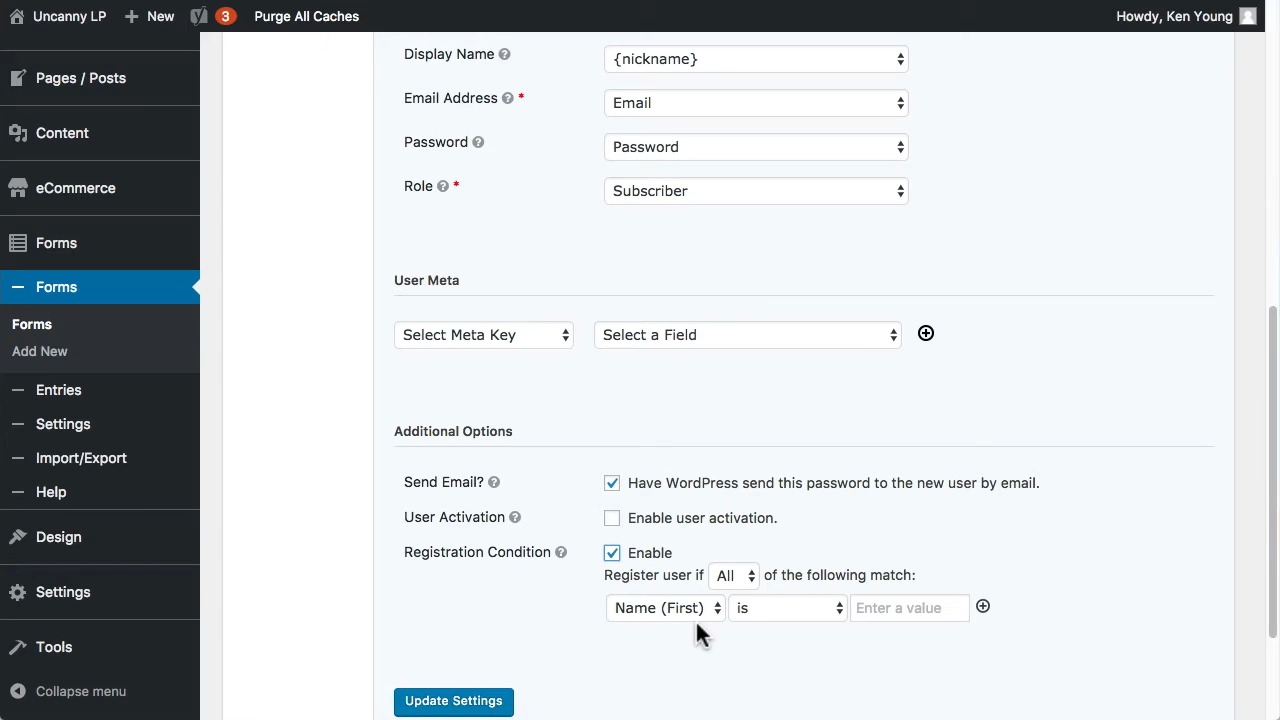 Uncanny LP
New
3
Purge All Caches
Howdy, Ken Young
Pages / Posts
Content
eCommerce
Forms
Forms
Forms
Add New
Entries
Settings
Import/Export
Help
Design
Settings
Tools
Collapse menu
Display Name ?
{nickname}
Email Address ? *
Email
Password ?
Password
Role ? *
Subscriber
User Meta
Select Meta Key
Select a Field
Additional Options
Send Email? ?
Have WordPress send this password to the new user by email.
User Activation ?
Enable user activation.
Registration Condition ?
Enable
Register user if All of the following match:
Name (First) is Enter a value
Update Settings